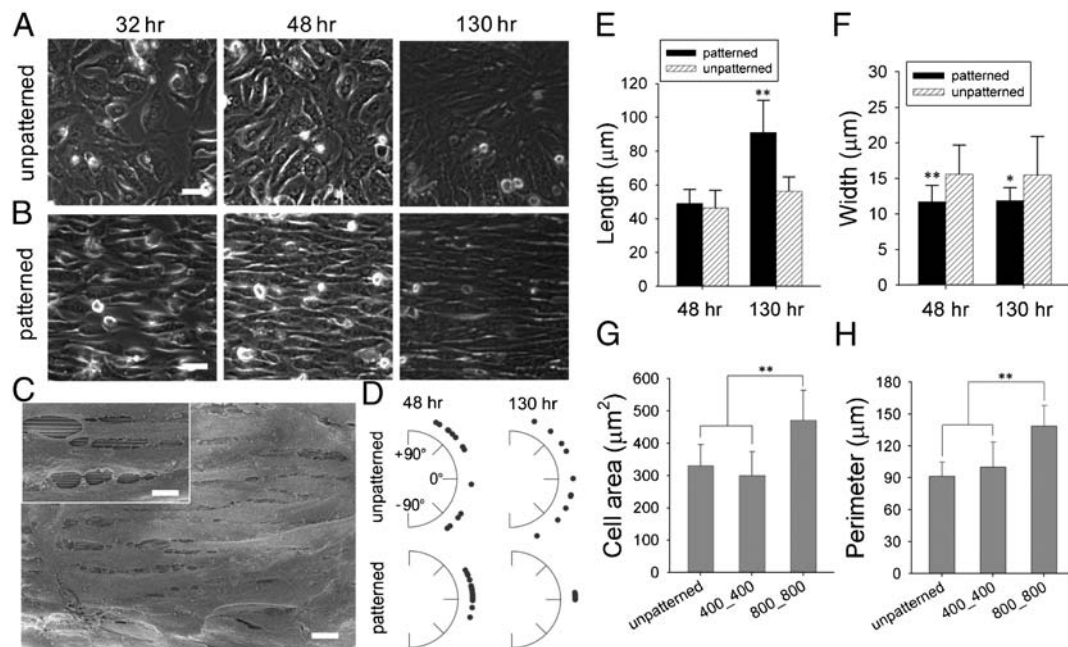 A
32 hr
48 hr
130 hr
unpatterned
B
patterned
C
D
48 hr
130 hr
unpatterned
+90°
0°
-90°
patterned
E
patterned
unpatterned
Length (μm)
120
100
80
60
40
20
0
**
48 hr
130 hr
F
patterned
unpatterned
Width (μm)
30
25
20
15
10
5
0
**
*
48 hr
130 hr
G
Cell area (μm²)
600
500
400
300
200
100
0
**
unpatterned
400_400
800_800
H
Perimeter (μm)
180
150
120
90
60
30
0
**
unpatterned
400_400
800_800